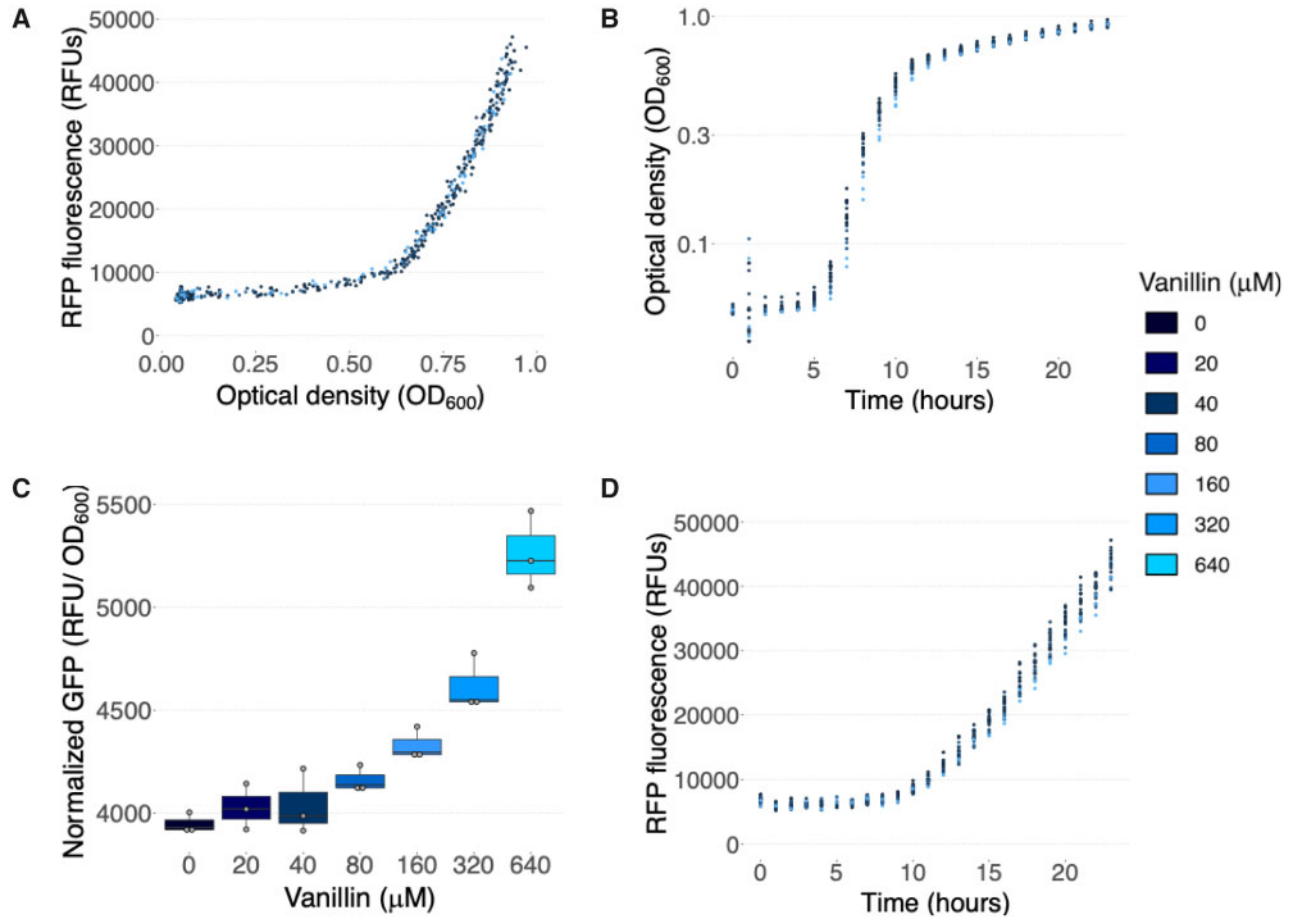 A
RFP fluorescence (RFUs)
50000
40000
30000
20000
10000
0
0.00 0.25 0.50 0.75 1.0
Optical density (OD600)
B
Optical density (OD600)
1.0
0.3
0.1
0 5 10 15 20
Time (hours)
Vanillin (μM)
0
20
40
80
160
320
640
C
Normalized GFP (RFU/ OD600)
5500
5000
4500
4000
0 20 40 80 160 320 640
Vanillin (μM)
D
RFP fluorescence (RFUs)
50000
40000
30000
20000
10000
0
0 5 10 15 20
Time (hours)